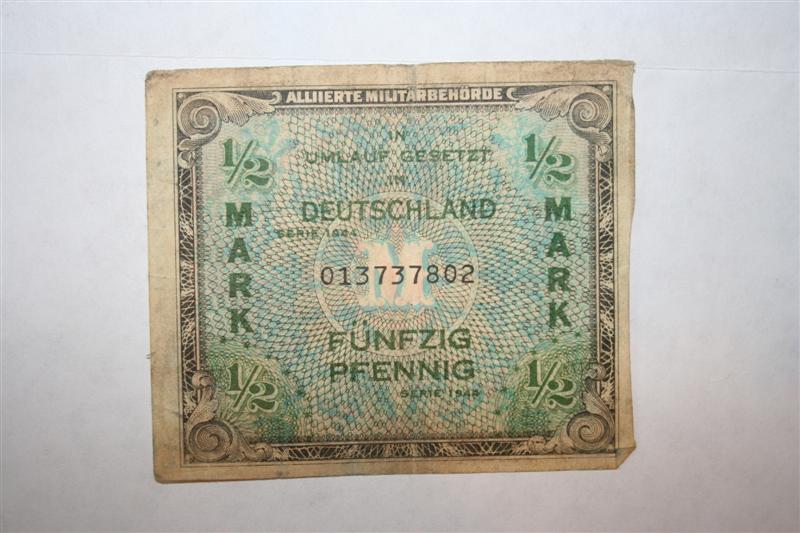 ALLIIERTE MILITÄRBEHÖRDE
1/2 1/2
IN
UMLAUF GESETZT
IN
DEUTSCHLAND
SERIE 1944
MARK MARK
M
013737802
FÜNFZIG
PFENNIG
SERIE 1944
1/2 1/2